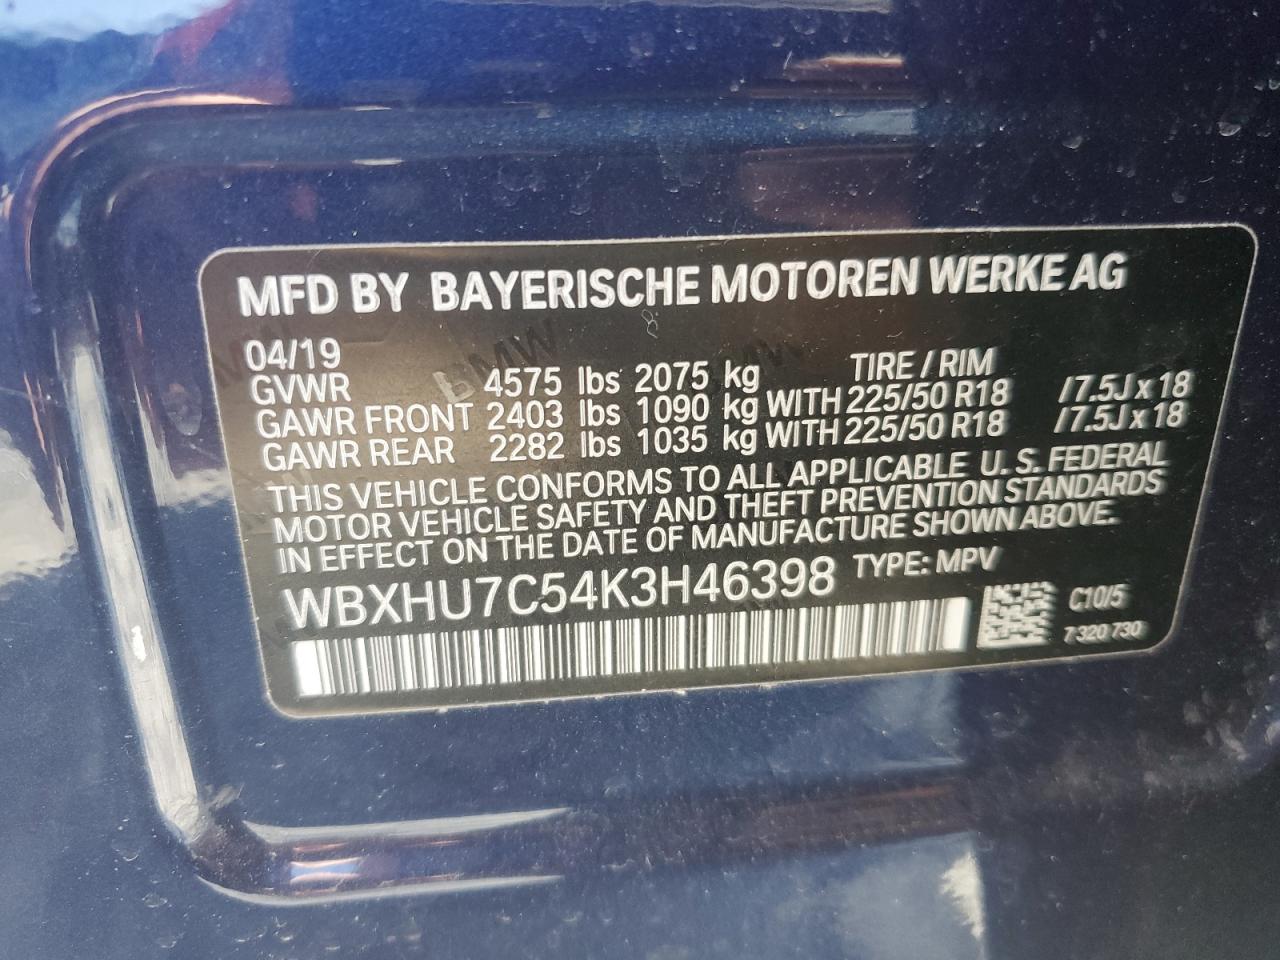 MFD BY BAYERISCHE MOTOREN WERKE AG
04/19 TIRE / RIM
GVWR 4575 lbs 2075 kg
GAWR FRONT 2403 lbs 1090 kg WITH 225/50 R18 /7.5J x 18
GAWR REAR 2282 lbs 1035 kg WITH 225/50 R18 /7.5J x 18
THIS VEHICLE CONFORMS TO ALL APPLICABLE U. S. FEDERAL
MOTOR VEHICLE SAFETY AND THEFT PREVENTION STANDARDS
IN EFFECT ON THE DATE OF MANUFACTURE SHOWN ABOVE.
WBXHU7C54K3H46398 TYPE: MPV
C10/5
7 320 730
BMW